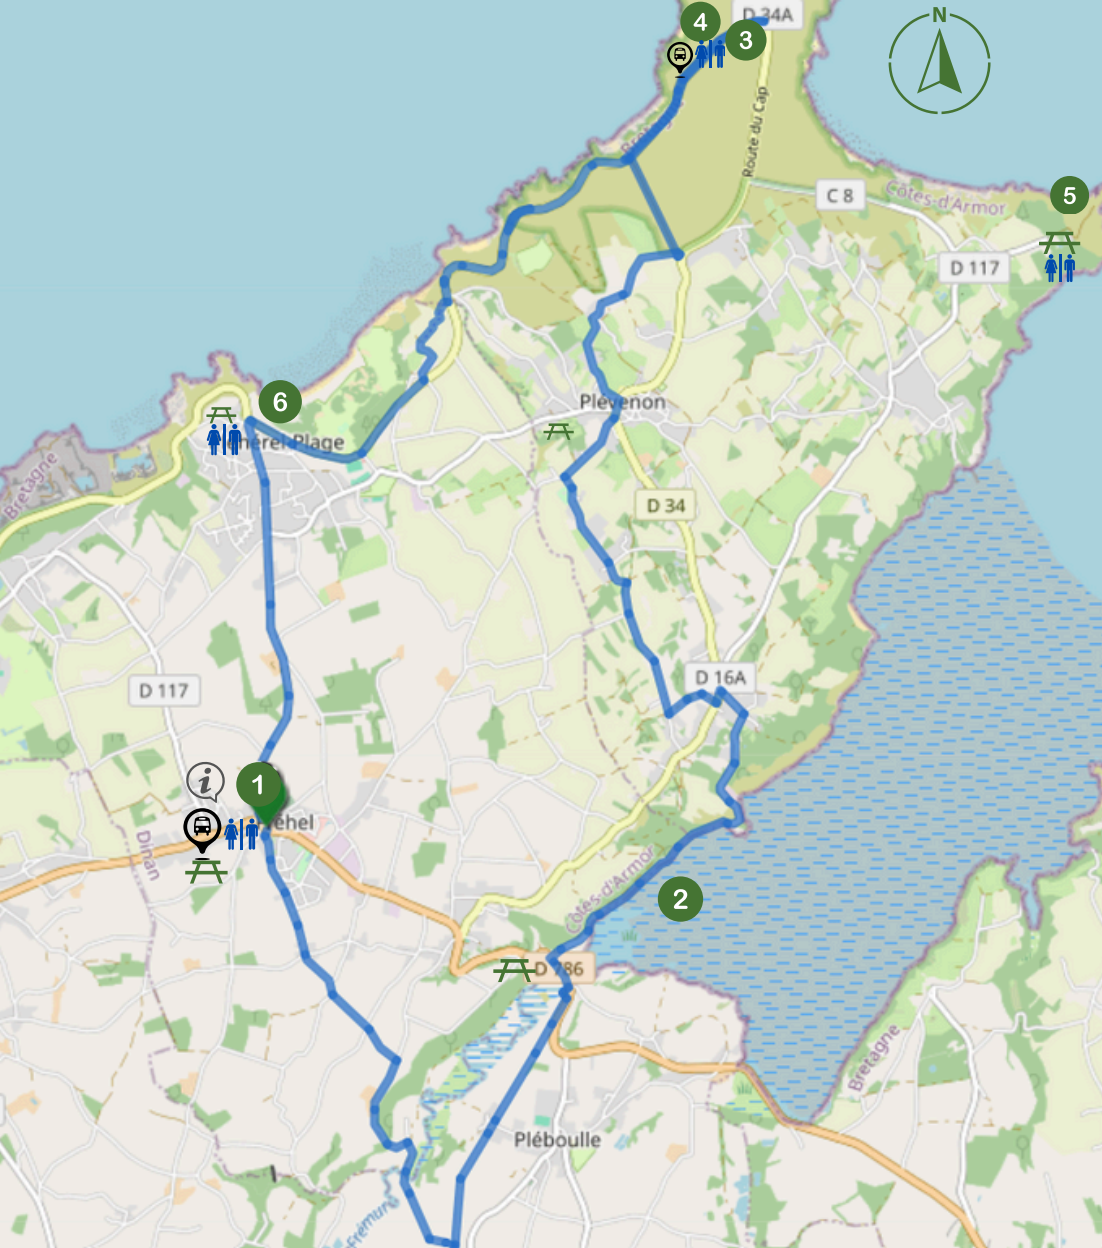 4
D 34A
N
3
Bretagne
Route du Cap
C 8
Côtes-d'Armor
5
D 117
6
Plévenon
Bretagne
D 34
D 117
D 16A
i
1
Dinan
2
Côtes-d'Armor
D 786
Bretagne
Pléboulle
Frémur